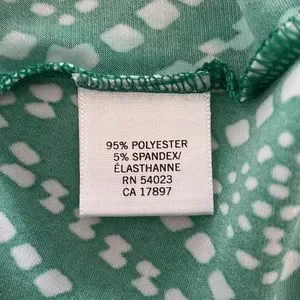 95% POLYESTER
5% SPANDEX/
ÉLASTHANNE
RN 54023
CA 17897